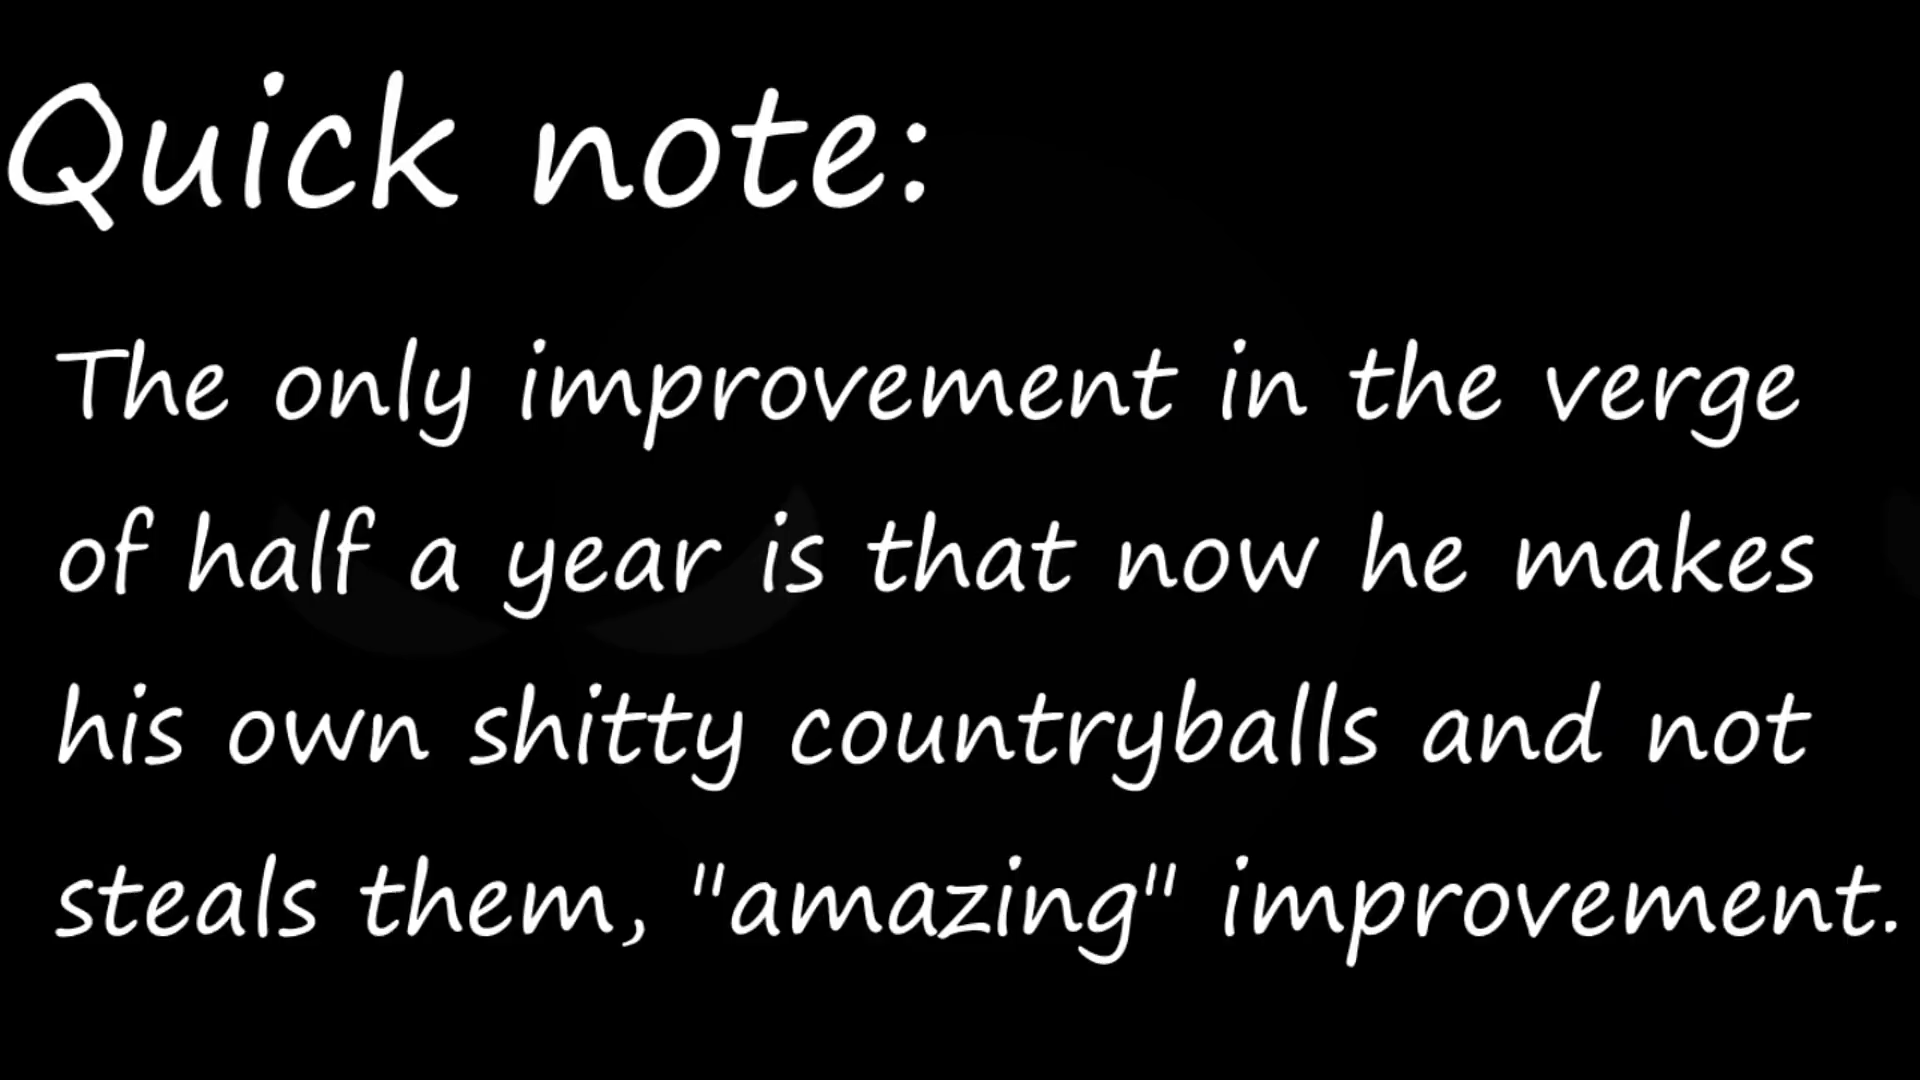 Quick note:
The only improvement in the verge
of half a year is that now he makes
his own shitty countryballs and not
steals them, "amazing" improvement.